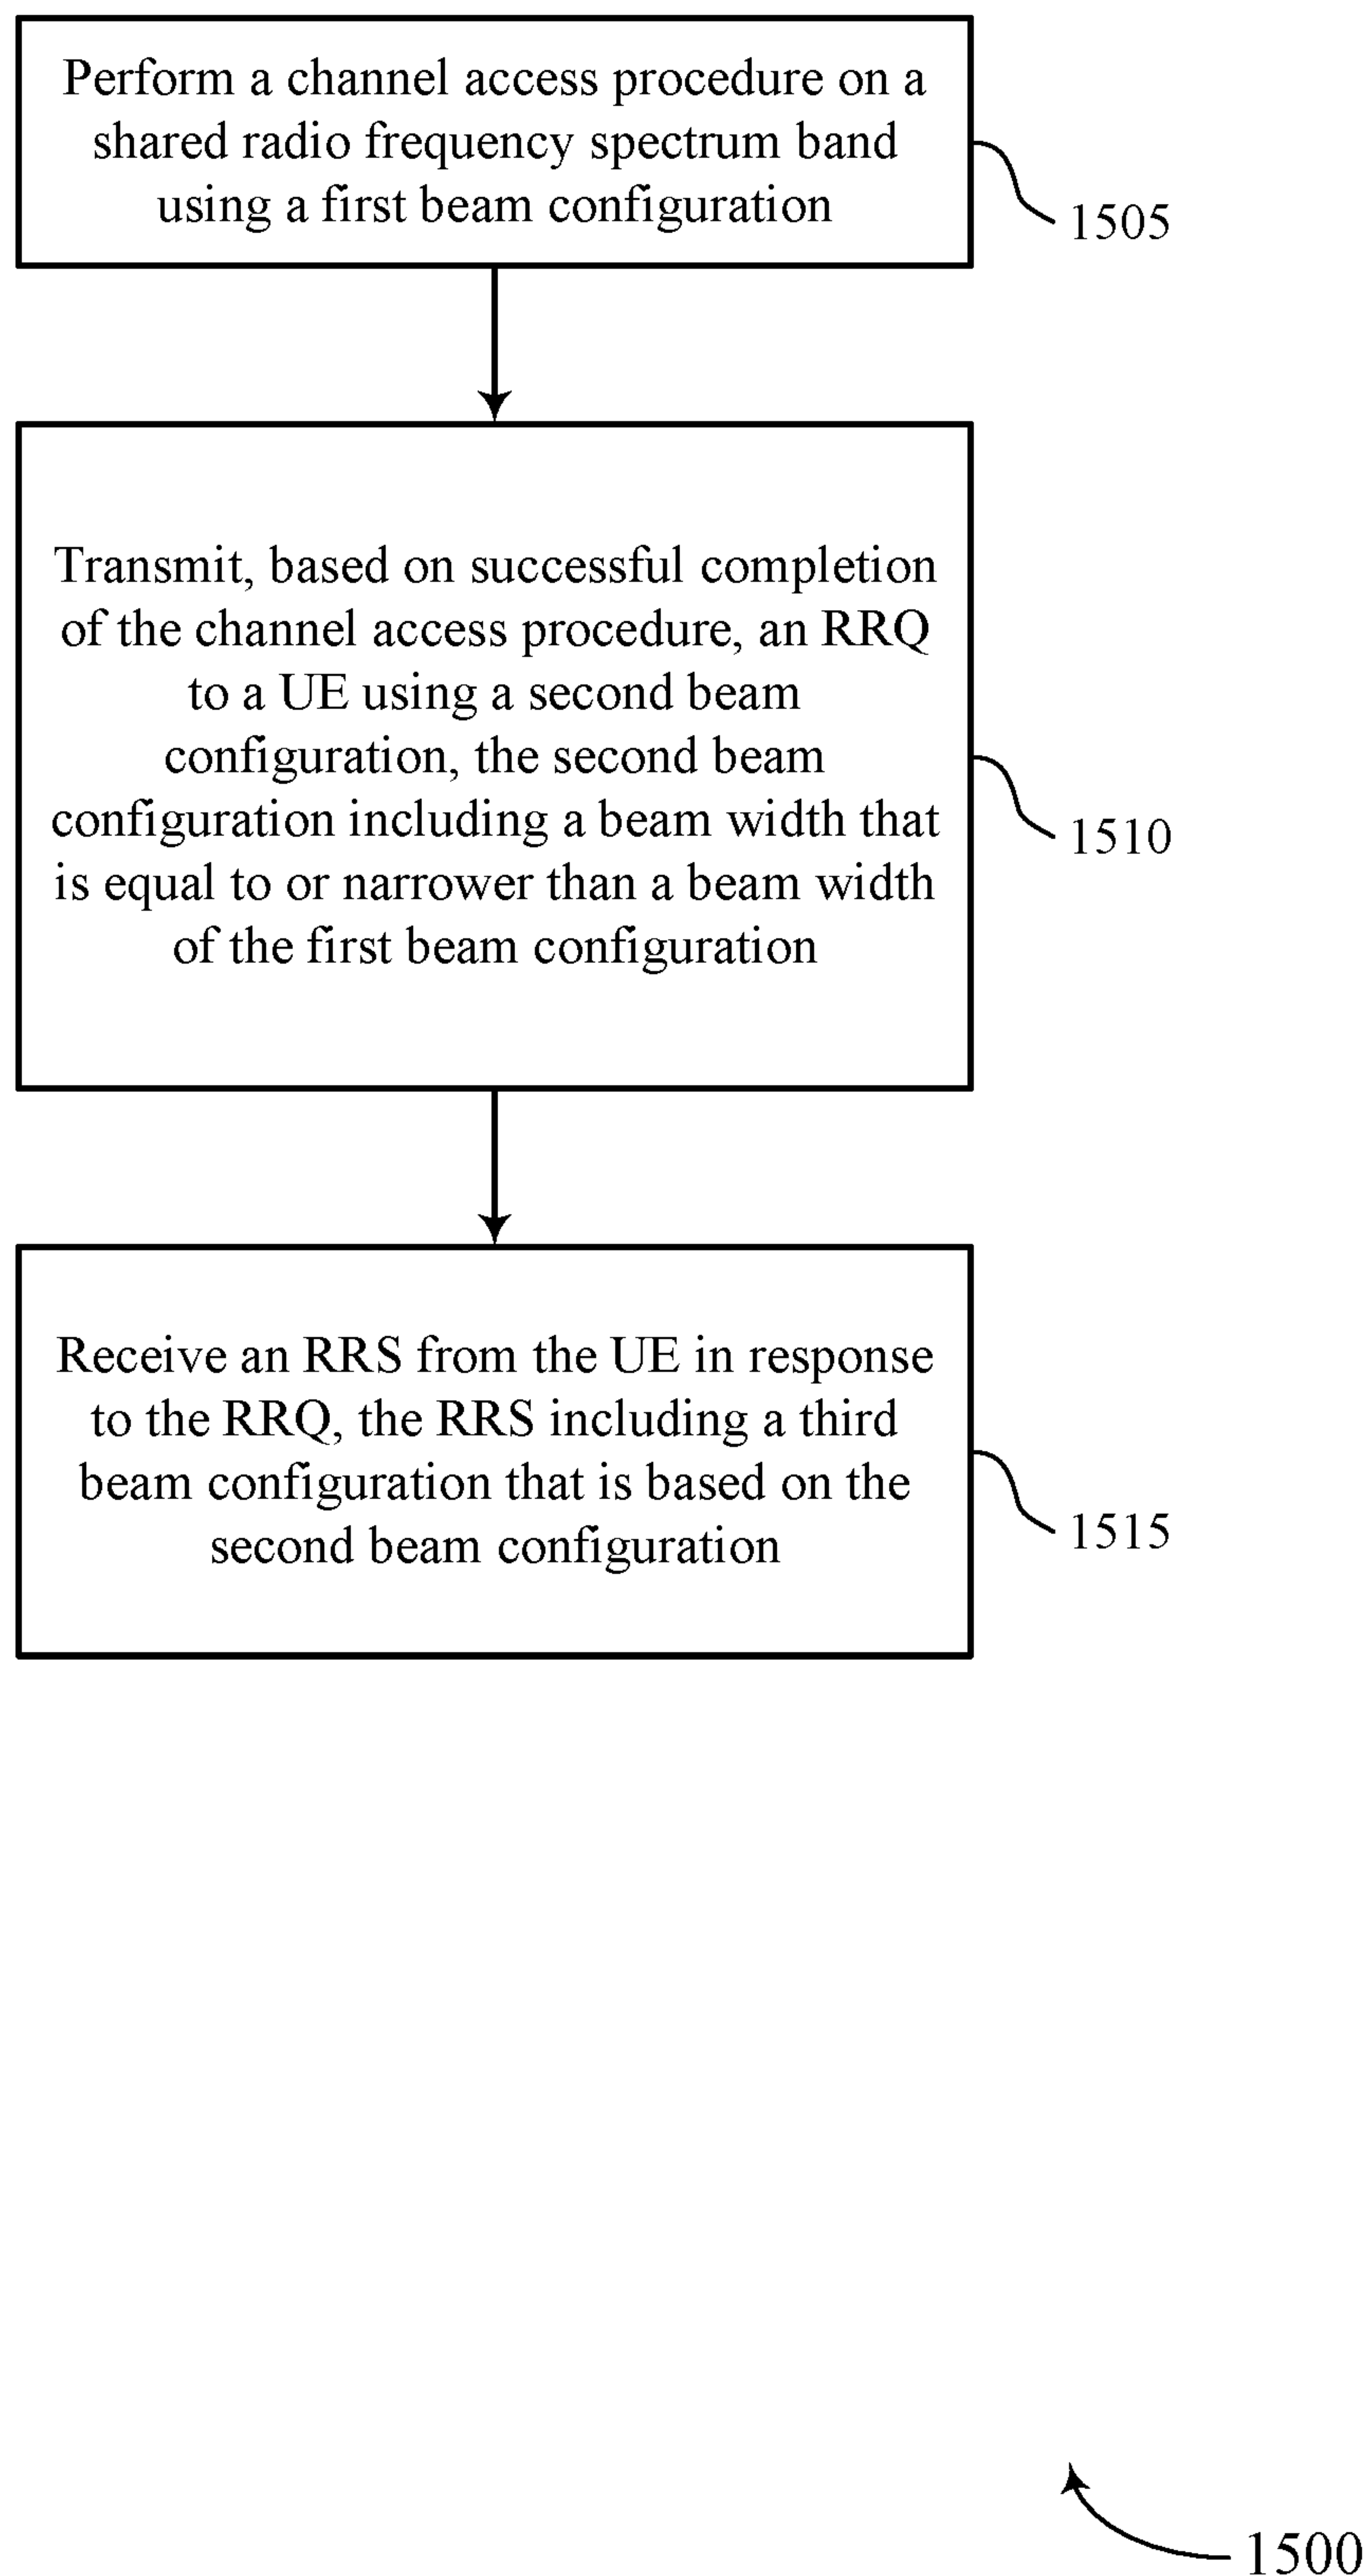 Perform a channel access procedure on a
shared radio frequency spectrum band
using a first beam configuration
1505
Transmit, based on successful completion
of the channel access procedure, an RRQ
to a UE using a second beam
configuration, the second beam
configuration including a beam width that
is equal to or narrower than a beam width
of the first beam configuration
1510
Receive an RRS from the UE in response
to the RRQ, the RRS including a third
beam configuration that is based on the
second beam configuration
1515
1500